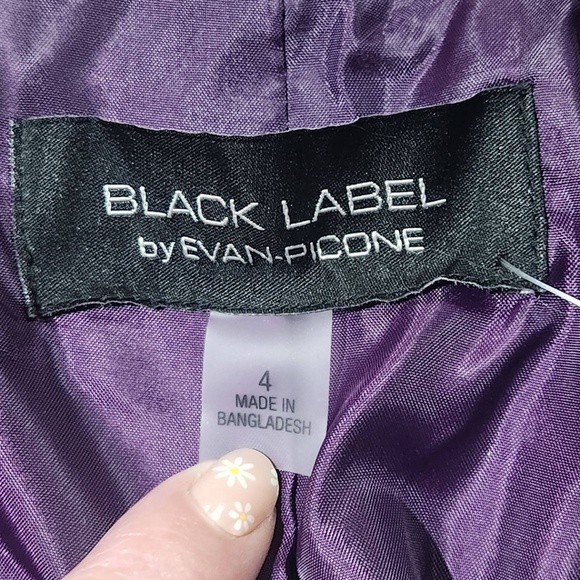 BLACK LABEL
by EVAN-PICONE
4
MADE IN
BANGLADESH